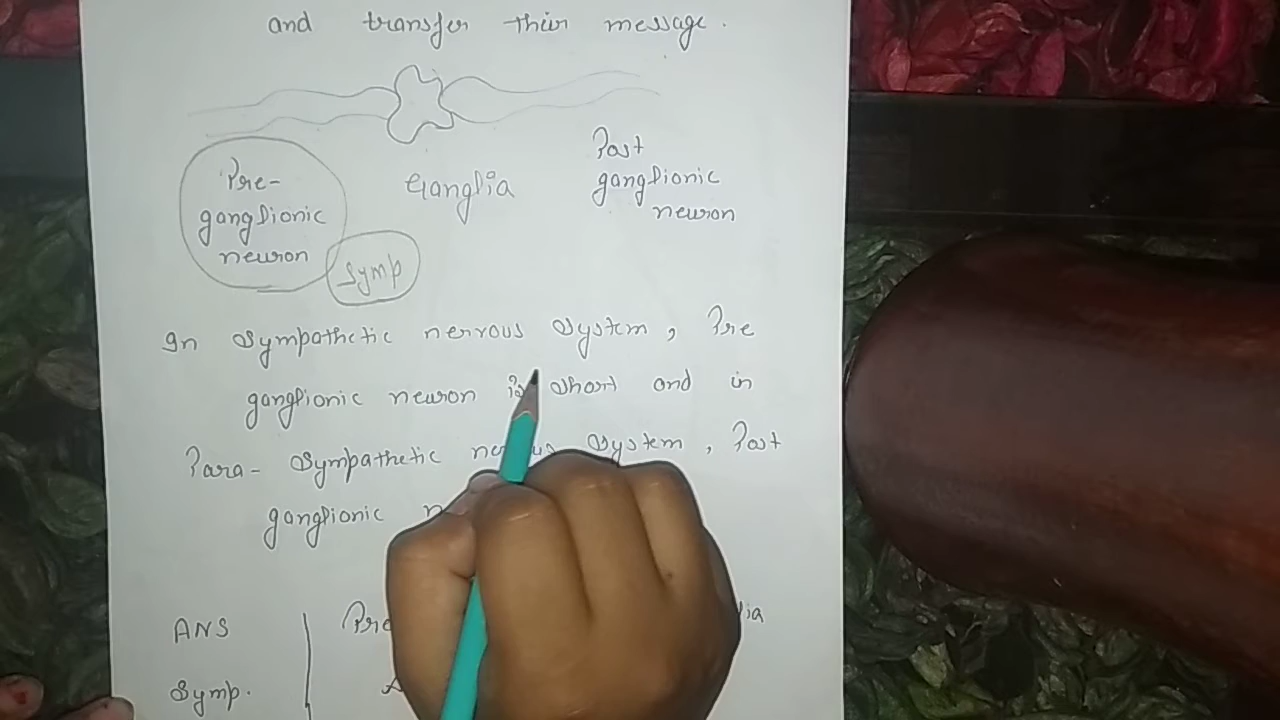 and transfer their message.
Pre-
ganglionic
neuron
Ganglia
Post
ganglionic
neuron
Symp
In Sympathetic nervous System, Pre
ganglionic neuron is short and in
Para- Sympathetic nervous System, Post
ganglionic
ANS
Pre
Symp.